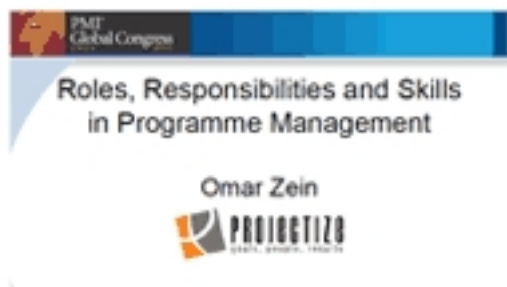 PMI
Global Congress
Roles, Responsibilities and Skills
in Programme Management
Omar Zein
PROJECTIZE